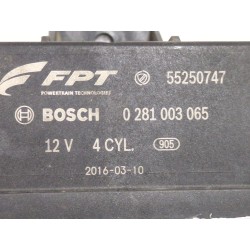 FPT 55250747
POWERTRAIN TECHNOLOGIES
BOSCH 0 281 003 065
12 V 4 CYL. 905
2016-03-10